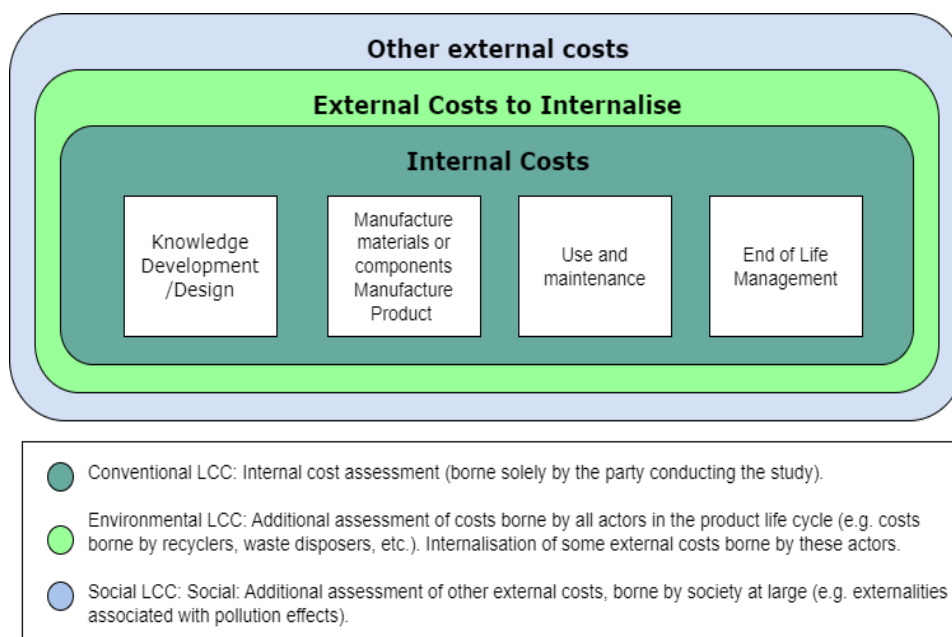 Other external costs
External Costs to Internalise
Internal Costs
Knowledge
Development
/Design
Manufacture
materials or
components
Manufacture
Product
Use and
maintenance
End of Life
Management
Conventional LCC: Internal cost assessment (borne solely by the party conducting the study).
Environmental LCC: Additional assessment of costs borne by all actors in the product life cycle (e.g. costs
borne by recyclers, waste disposers, etc.). Internalisation of some external costs borne by these actors.
Social LCC: Social: Additional assessment of other external costs, borne by society at large (e.g. externalities
associated with pollution effects).